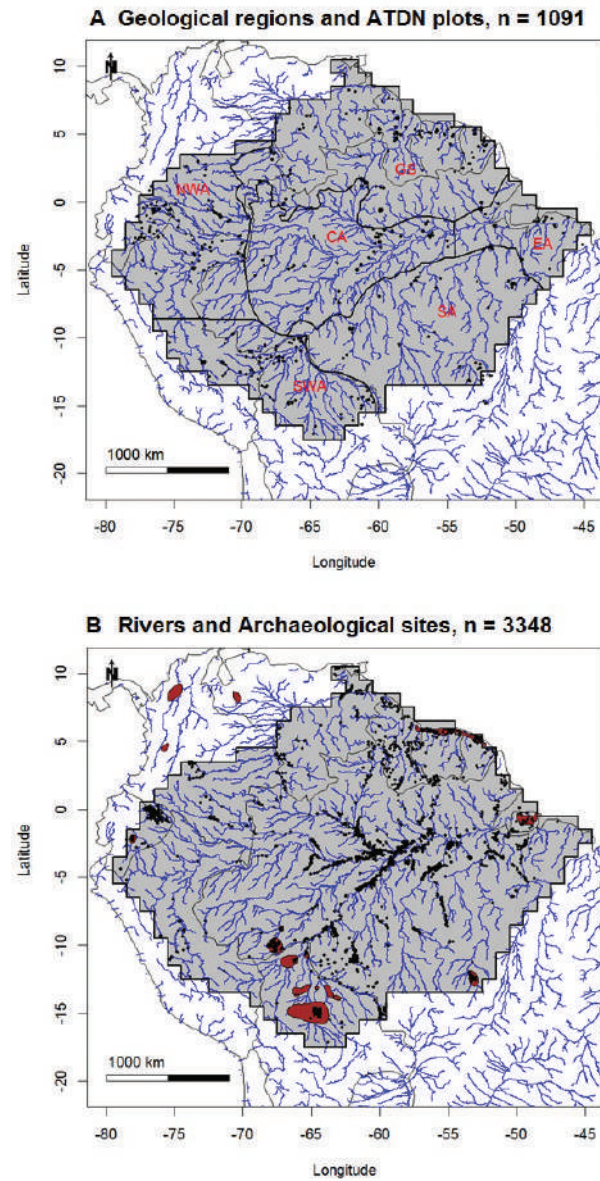 A Geological regions and ATDN plots, n = 1091
N
10
5
0
-5
-10
-15
-20
Latitude
NWA
GS
CA
EA
SA
SWA
1000 km
-80 -75 -70 -65 -60 -55 -50 -45
Longitude
B Rivers and Archaeological sites, n = 3348
N
10
5
0
-5
-10
-15
-20
Latitude
1000 km
-80 -75 -70 -65 -60 -55 -50 -45
Longitude